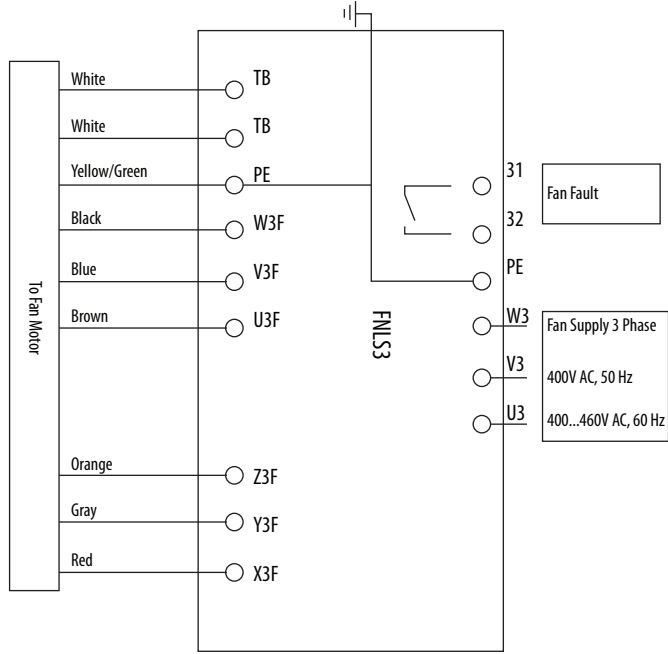 White
TB
White
TB
Yellow/Green
PE
Black
W3F
Blue
V3F
Brown
U3F
Orange
Z3F
Gray
Y3F
Red
X3F
To Fan Motor
FNLS3
31
Fan Fault
32
PE
W3
Fan Supply 3 Phase
V3
400V AC, 50 Hz
U3
400...460V AC, 60 Hz